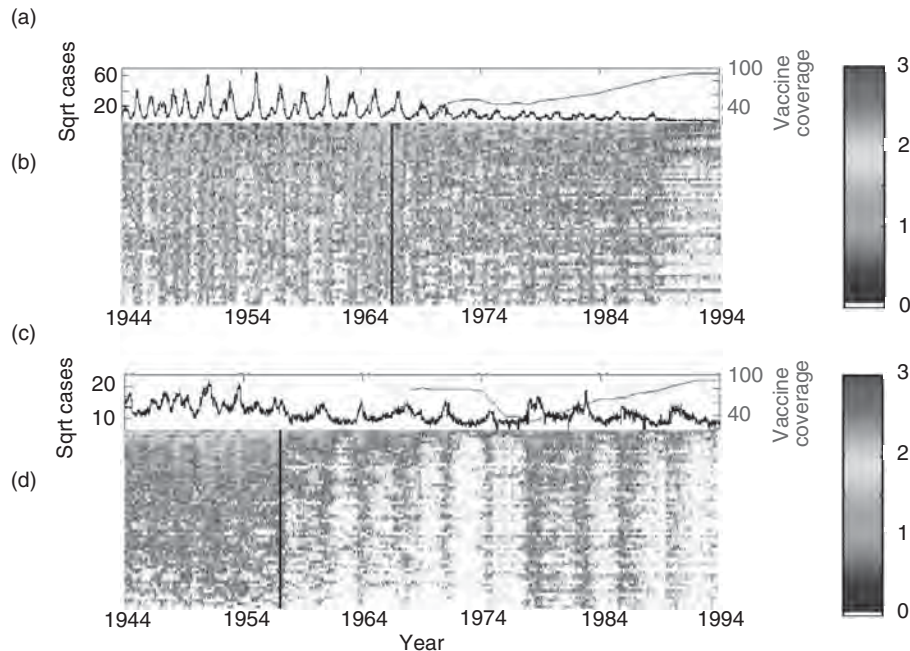 (a)
Sqrt cases
60
20
100
40
Vaccine
coverage
3
2
1
0
(b)
1944 1954 1964 1974 1984 1994
(c)
Sqrt cases
20
10
100
40
Vaccine
coverage
3
2
1
0
(d)
1944 1954 1964 1974 1984 1994
Year